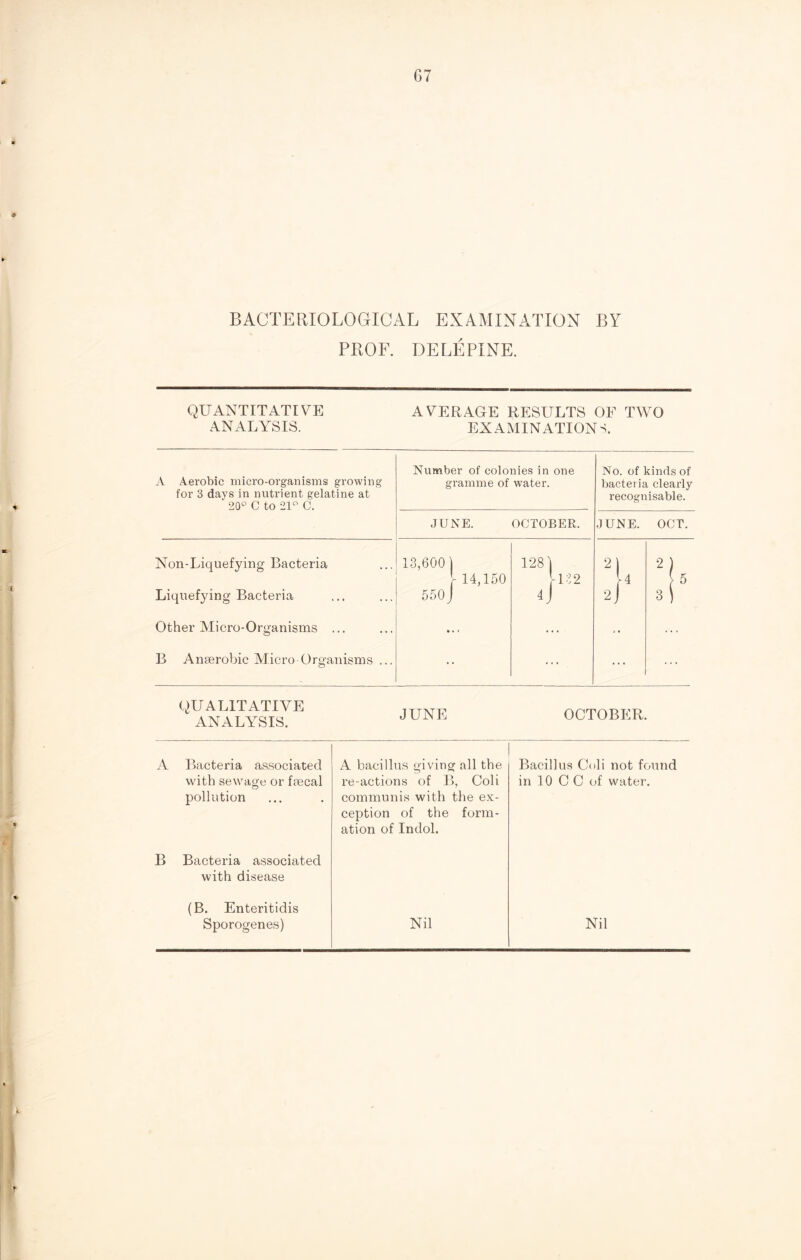 67
BACTERIOLOGICAL EXAMINATION BY
PROF. DELÉPINE.
QUANTITATIVE
ANALYSIS.
AVERAGE RESULTS OF TWO
EXAMINATIONS.
A Aerobic micro-organisms growing
for 3 days in nutrient gelatine at
20° C to 21° C.
Number of colonies in one
gramme of water.
No. of kinds of
bacteria clearly
recognisable.
JUNE. OCTOBER. JUNE. OCT.
Non-Liquefying Bacteria ... 13,600 128 2 2
14,150 132 4 5
Liquefying Bacteria ... ... 550 4 2 3
Other Micro-Organisms ... ... ... ... .. ...
B Anærobic Micro-Organisms ... .. ... ... ...
QUALITATIVE
ANALYSIS.
JUNE OCTOBER.
A Bacteria associated
with sewage or fæcal
pollution ... .
A bacillus giving all the
re-actions of B, Coli
communis with the ex-
ception of the form-
ation of Indol.
Bacillus Coli not found
in 10 C C of water.
B Bacteria associated
with disease
(B. Enteritidis
Sporogenes) Nil Nil